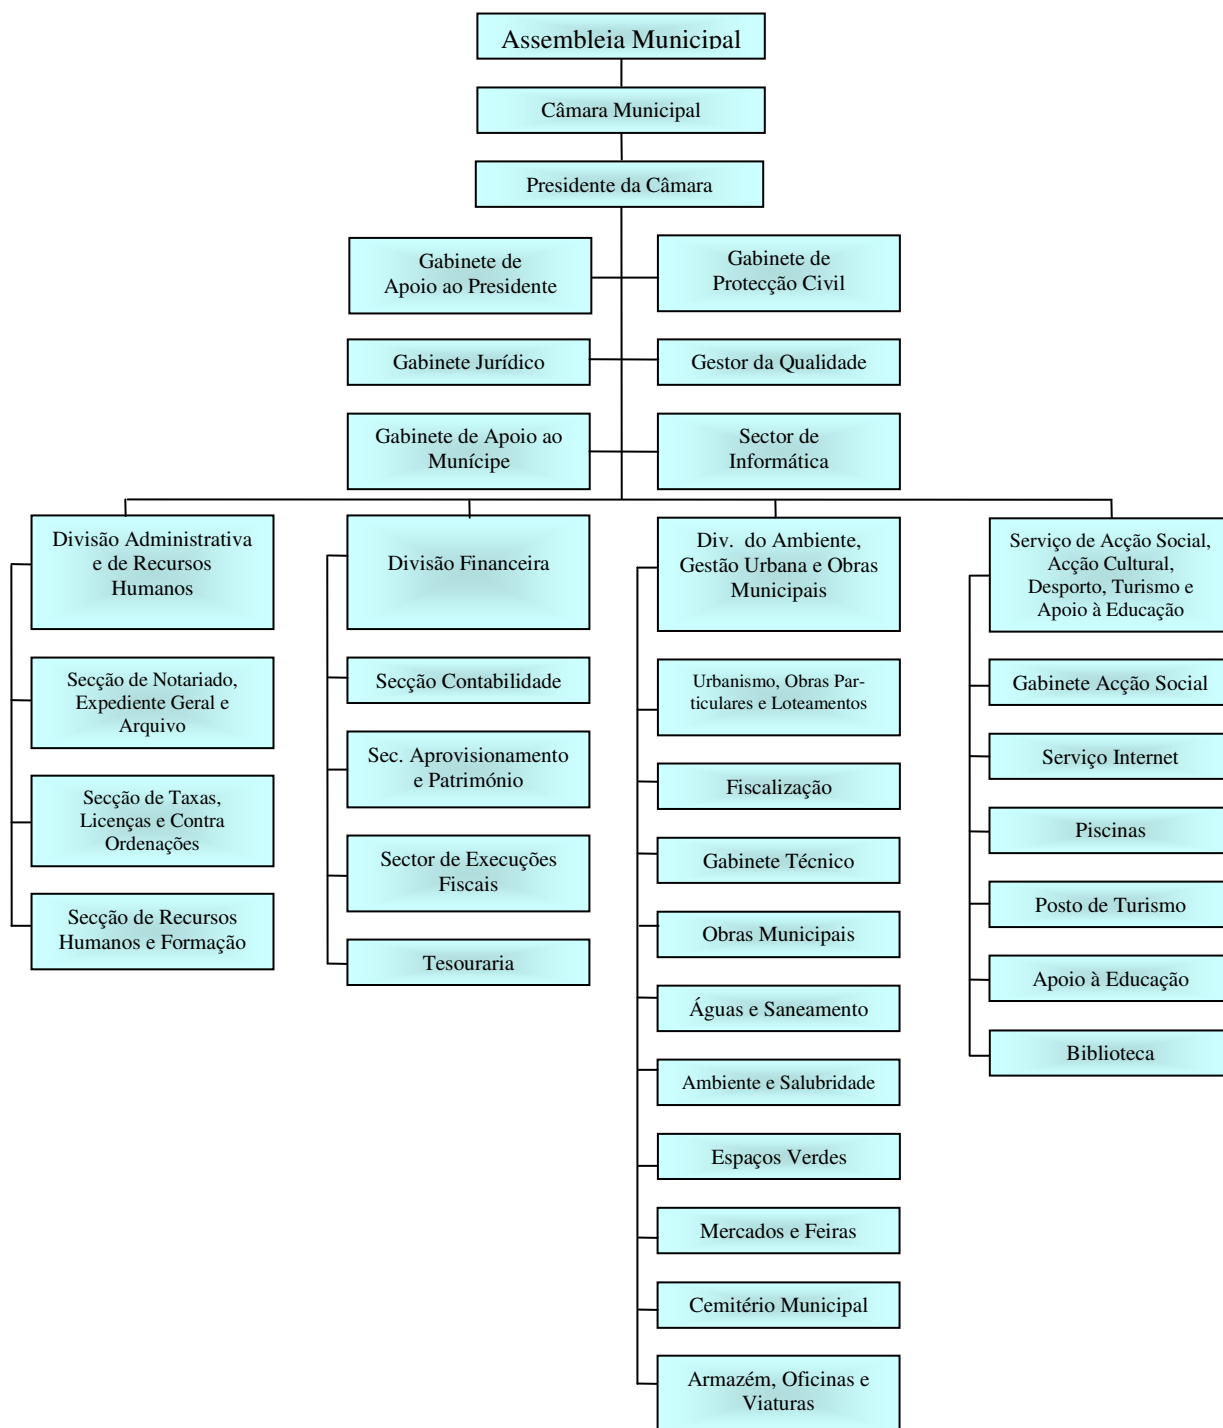 Assembleia Municipal
Câmara Municipal
Presidente da Câmara
Gabinete de
Apoio ao Presidente
Gabinete de
Protecção Civil
Gabinete Jurídico
Gestor da Qualidade
Gabinete de Apoio ao
Munícipe
Sector de
Informática
Divisão Administrativa
e de Recursos
Humanos
Secção de Notariado,
Expediente Geral e
Arquivo
Secção de Taxas,
Licenças e Contra
Ordenações
Secção de Recursos
Humanos e Formação
Divisão Financeira
Secção Contabilidade
Sec. Aprovisionamento
e Património
Sector de Execuções
Fiscais
Tesouraria
Div. do Ambiente,
Gestão Urbana e Obras
Municipais
Urbanismo, Obras Par-
ticulares e Loteamentos
Fiscalização
Gabinete Técnico
Obras Municipais
Águas e Saneamento
Ambiente e Salubridade
Espaços Verdes
Mercados e Feiras
Cemitério Municipal
Armazém, Oficinas e
Viaturas
Serviço de Acção Social,
Acção Cultural,
Desporto, Turismo e
Apoio à Educação
Gabinete Acção Social
Serviço Internet
Piscinas
Posto de Turismo
Apoio à Educação
Biblioteca